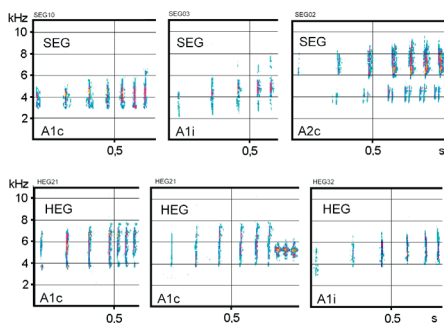 SEG10 SEG03 SEG02
kHz
10 SEG SEG SEG
8
6
4
2 A1c A1i A2c
0,5 0,5 0,5 s
HEG21 HEG21 HEG32
kHz
10 HEG HEG HEG
8
6
4
2
A1c A1c A1i
0,5 0,5 0,5 s